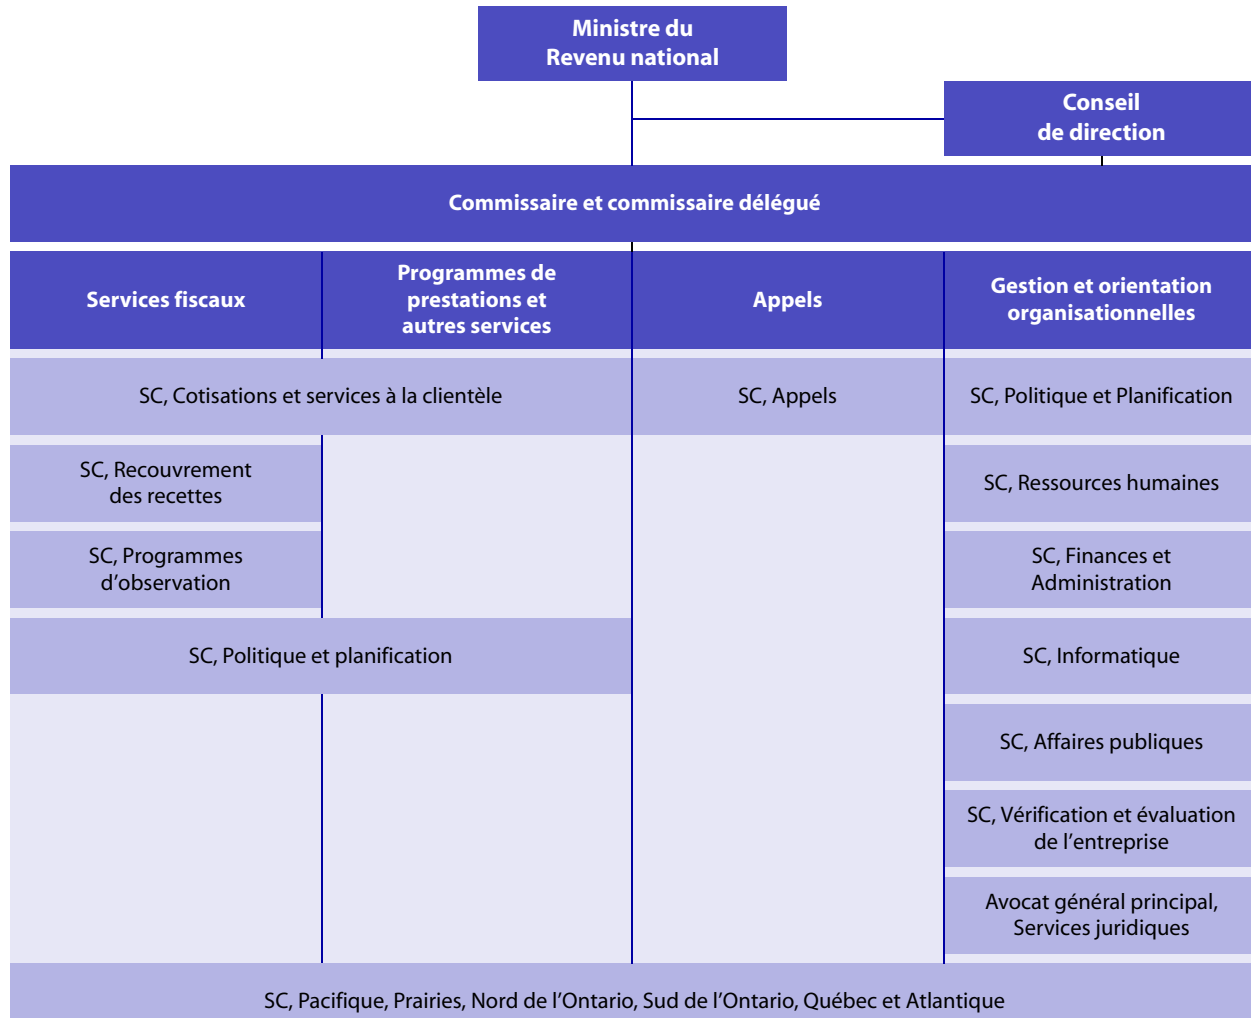 Ministre du
Revenu national
Conseil
de direction
Commissaire et commissaire délégué
Services fiscaux
Programmes de
prestations et
autres services
Appels
Gestion et orientation
organisationnelles
SC, Cotisations et services à la clientèle
SC, Appels
SC, Politique et Planification
SC, Recouvrement
des recettes
SC, Ressources humaines
SC, Programmes
d’observation
SC, Finances et
Administration
SC, Politique et planification
SC, Informatique
SC, Affaires publiques
SC, Vérification et évaluation
de l’entreprise
Avocat général principal,
Services juridiques
SC, Pacifique, Prairies, Nord de l’Ontario, Sud de l’Ontario, Québec et Atlantique